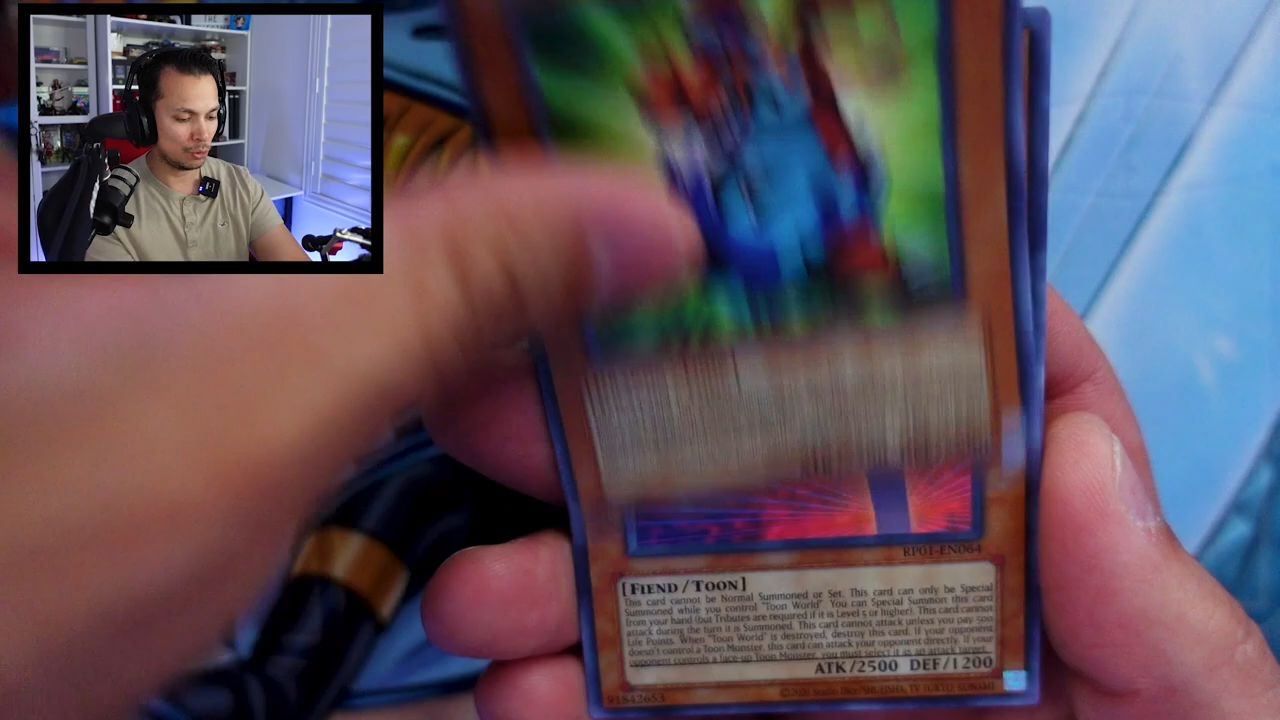 THE
RP01-EN064
[FIEND/TOON]
This card cannot be Normal Summoned or Set. This card can only be Special
Summoned while you control "Toon World". You can Special Summon this card
from your hand (but Tributes are required if it is Level 5 or higher). This card cannot
attack during the turn it is Summoned. This card cannot attack unless you pay 500
Life Points. When "Toon World" is destroyed, destroy this card. If your opponent
doesn't control a Toon Monster, this card can attack your opponent directly. If your
opponent controls a face-up Toon Monster, you must select it as an attack target.
ATK/2500 DEF/1200
91842653